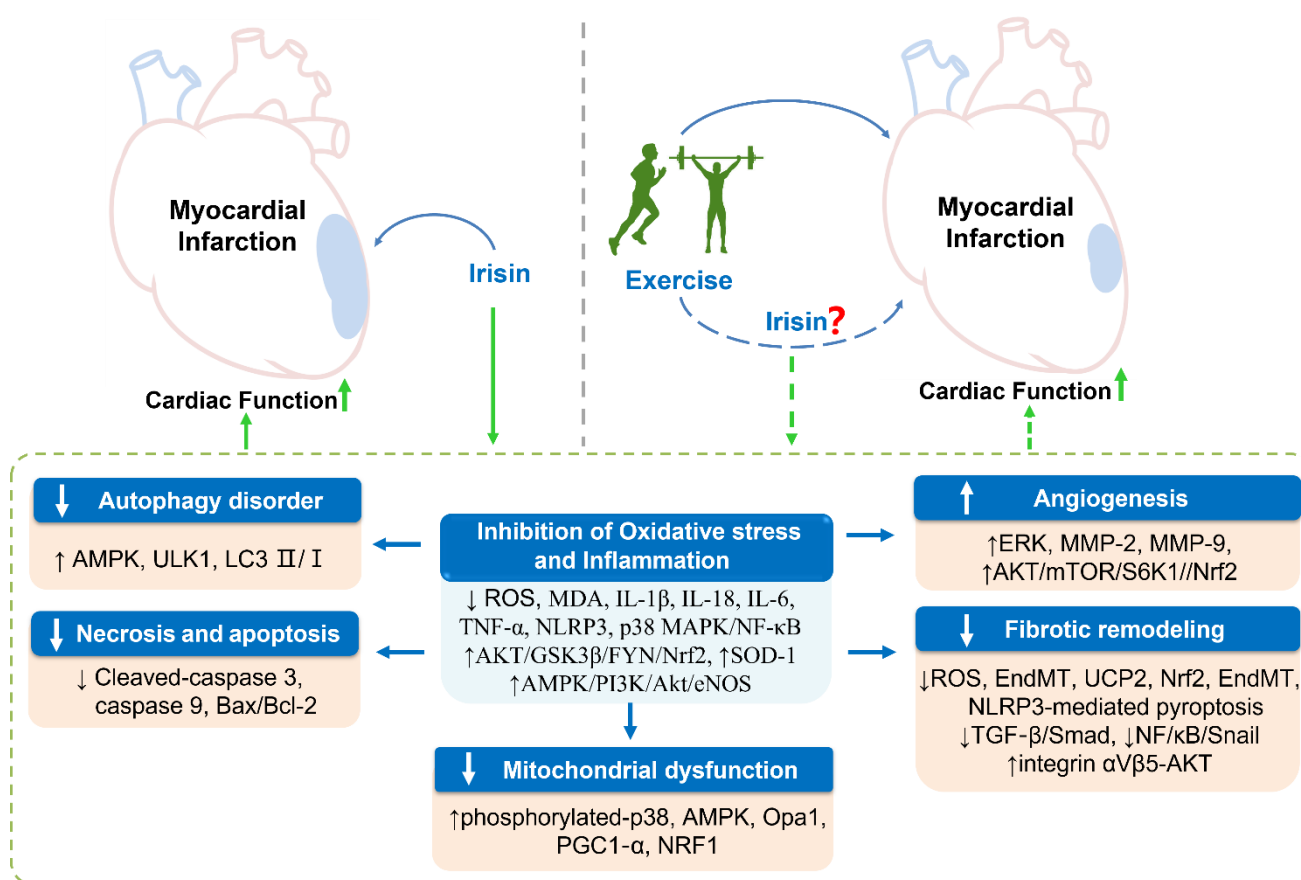 Myocardial
Infarction
Irisin
Cardiac Function
Exercise
Irisin?
Myocardial
Infarction
Cardiac Function
↓ Autophagy disorder
↑ AMPK, ULK1, LC3 Ⅱ/Ⅰ
↓ Necrosis and apoptosis
↓ Cleaved-caspase 3,
caspase 9, Bax/Bcl-2
Inhibition of Oxidative stress
and Inflammation
↓ ROS, MDA, IL-1β, IL-18, IL-6,
TNF-α, NLRP3, p38 MAPK/NF-κB
↑AKT/GSK3β/FYN/Nrf2, ↑SOD-1
↑AMPK/PI3K/Akt/eNOS
↓ Mitochondrial dysfunction
↑phosphorylated-p38, AMPK, Opa1,
PGC1-α, NRF1
↑ Angiogenesis
↑ERK, MMP-2, MMP-9,
↑AKT/mTOR/S6K1//Nrf2
↓ Fibrotic remodeling
↓ROS, EndMT, UCP2, Nrf2, EndMT,
NLRP3-mediated pyroptosis
↓TGF-β/Smad, ↓NF/κB/Snail
↑integrin αVβ5-AKT